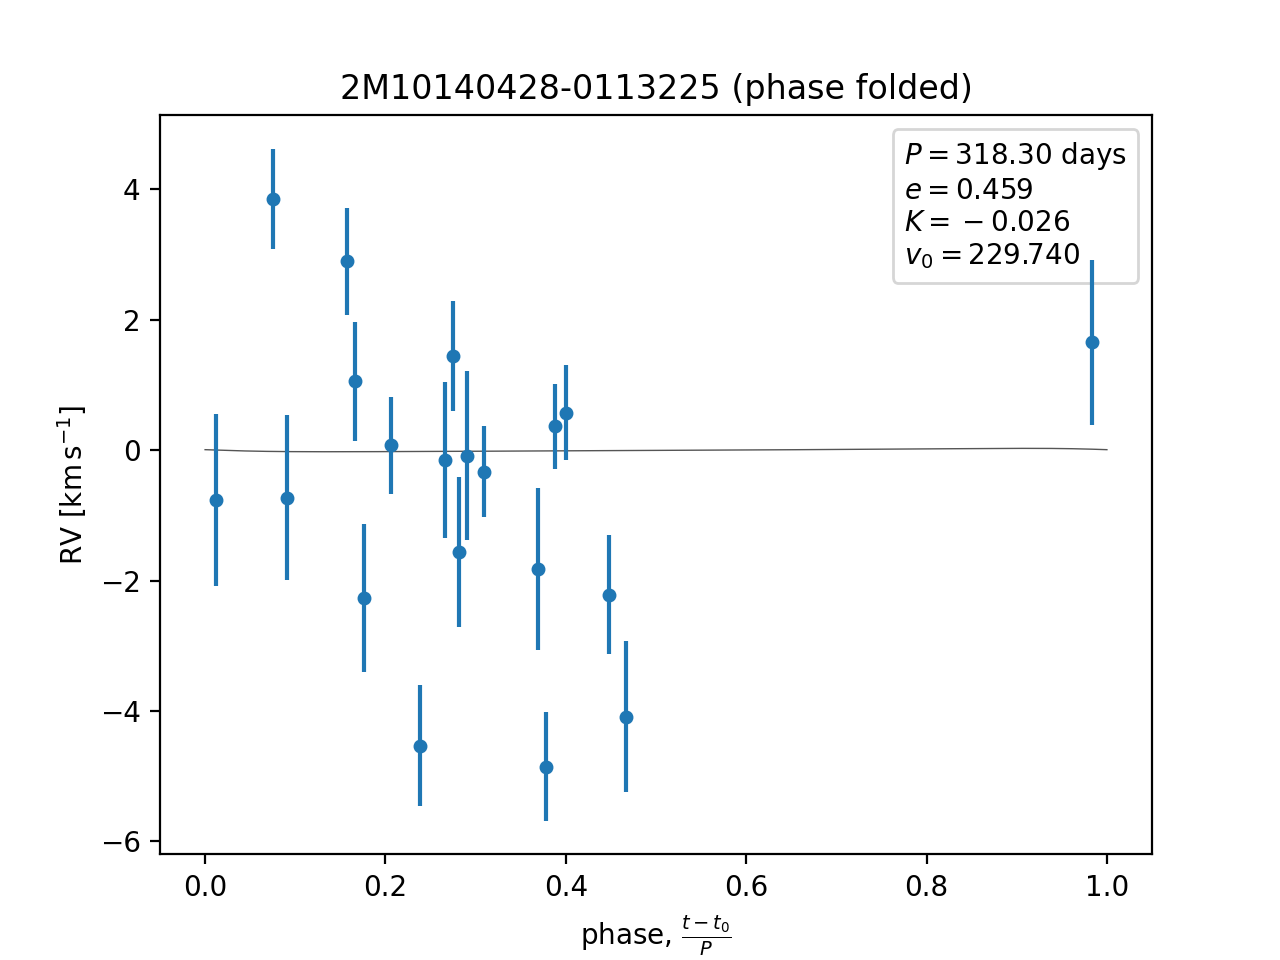 2M10140428-0113225 (phase folded)
P = 318.30 days
e = 0.459
K = −0.026
v₀ = 229.740
4
2
0
−2
−4
−6
RV [km s⁻¹]
0.0 0.2 0.4 0.6 0.8 1.0
phase, (t − t₀)/P